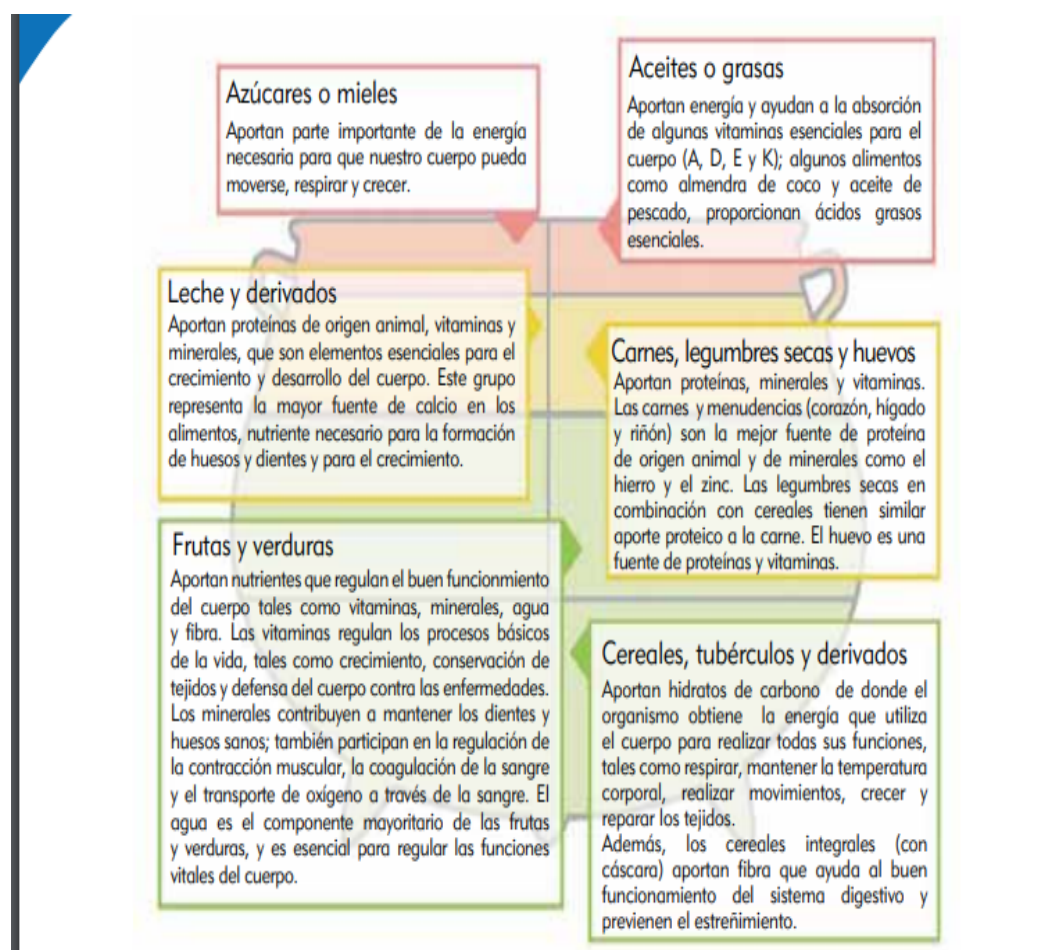 Azúcares o mieles
Aportan parte importante de la energía
necesaria para que nuestro cuerpo pueda
moverse, respirar y crecer.
Aceites o grasas
Aportan energía y ayudan a la absorción
de algunas vitaminas esenciales para el
cuerpo (A, D, E y K); algunos alimentos
como almendra de coco y aceite de
pescado, proporcionan ácidos grasos
esenciales.
Leche y derivados
Aportan proteínas de origen animal, vitaminas y
minerales, que son elementos esenciales para el
crecimiento y desarrollo del cuerpo. Este grupo
representa la mayor fuente de calcio en los
alimentos, nutriente necesario para la formación
de huesos y dientes y para el crecimiento.
Carnes, legumbres secas y huevos
Aportan proteínas, minerales y vitaminas.
Las carnes y menudencias (corazón, hígado
y riñón) son la mejor fuente de proteína
de origen animal y de minerales como el
hierro y el zinc. Las legumbres secas en
combinación con cereales tienen similar
aporte proteico a la carne. El huevo es una
fuente de proteínas y vitaminas.
Frutas y verduras
Aportan nutrientes que regulan el buen funcionmiento
del cuerpo tales como vitaminas, minerales, agua
y fibra. Las vitaminas regulan los procesos básicos
de la vida, tales como crecimiento, conservación de
tejidos y defensa del cuerpo contra las enfermedades.
Los minerales contribuyen a mantener los dientes y
huesos sanos; también participan en la regulación de
la contracción muscular, la coagulación de la sangre
y el transporte de oxígeno a través de la sangre. El
agua es el componente mayoritario de las frutas
y verduras, y es esencial para regular las funciones
vitales del cuerpo.
Cereales, tubérculos y derivados
Aportan hidratos de carbono de donde el
organismo obtiene la energía que utiliza
el cuerpo para realizar todas sus funciones,
tales como respirar, mantener la temperatura
corporal, realizar movimientos, crecer y
reparar los tejidos.
Además, los cereales integrales (con
cáscara) aportan fibra que ayuda al buen
funcionamiento del sistema digestivo y
previenen el estreñimiento.